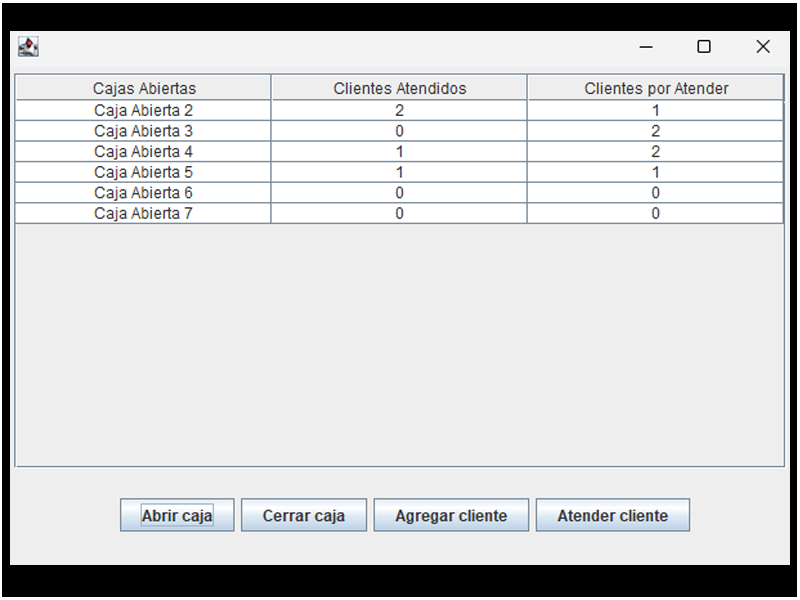 Cajas Abiertas Clientes Atendidos Clientes por Atender
Caja Abierta 2 2 1
Caja Abierta 3 0 2
Caja Abierta 4 1 2
Caja Abierta 5 1 1
Caja Abierta 6 0 0
Caja Abierta 7 0 0
Abrir caja Cerrar caja Agregar cliente Atender cliente